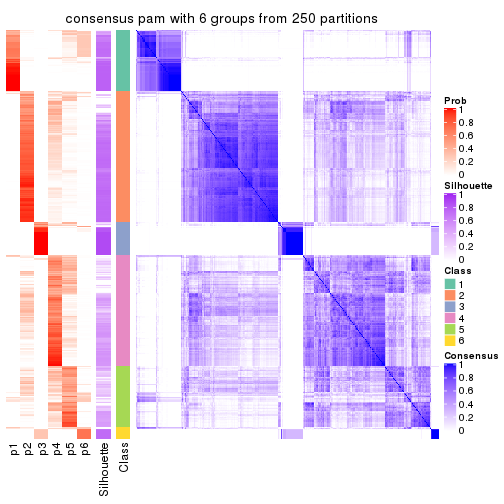 consensus pam with 6 groups from 250 partitions
Prob
1
0.8
0.6
0.4
0.2
0
Silhouette
1
0.8
0.6
0.4
0.2
0
Class
1
2
3
4
5
6
Consensus
1
0.8
0.6
0.4
0.2
0
p1
p2
p3
p4
p5
p6
Silhouette
Class